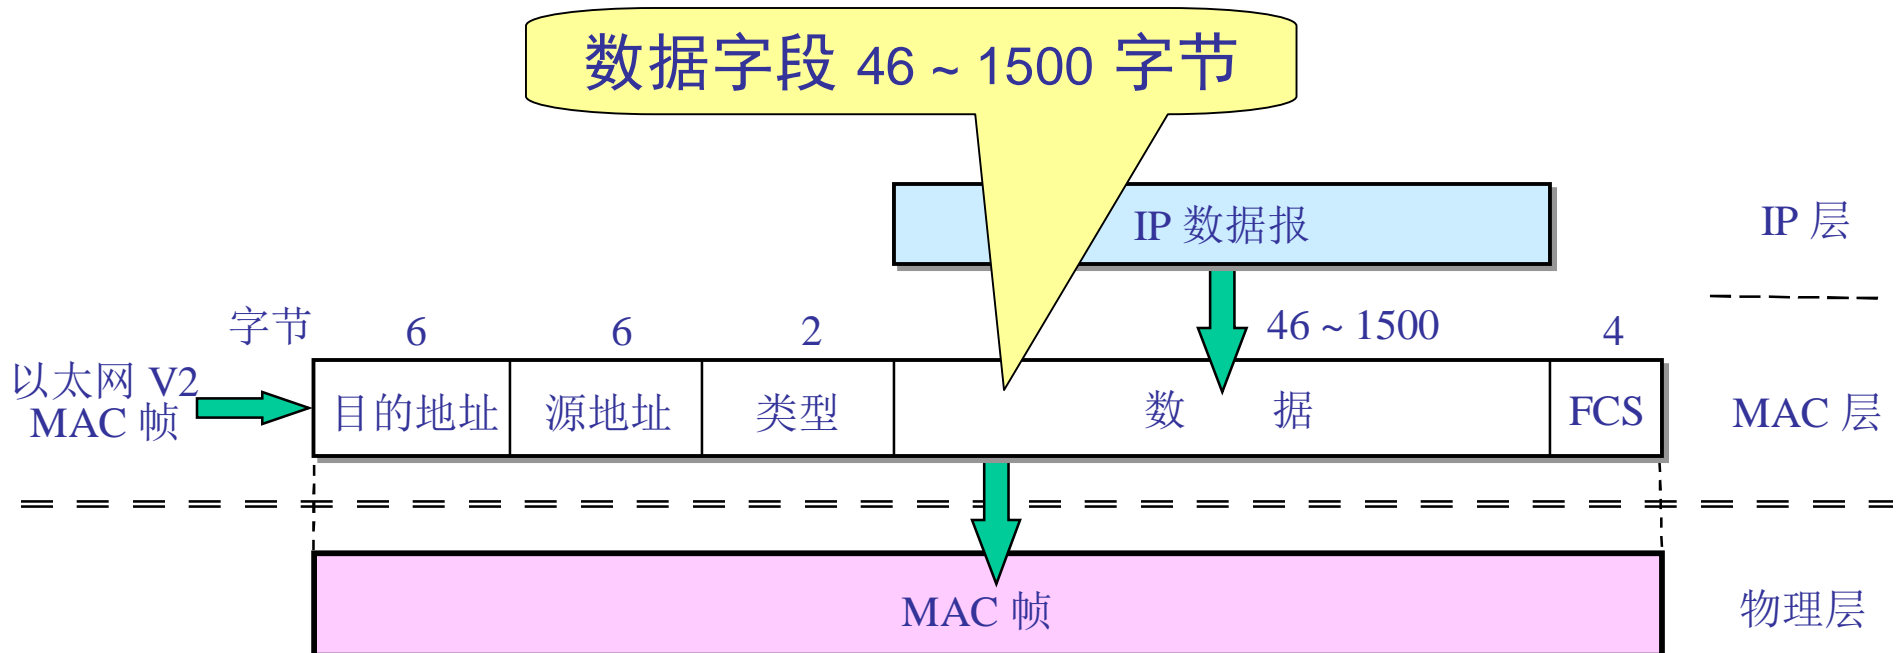 数据字段 46 ~ 1500 字节
IP 数据报
IP 层
字节 6 6 2 46 ~ 1500 4
以太网 V2
MAC 帧
目的地址 源地址 类型 数 据 FCS
MAC 层
MAC 帧
物理层